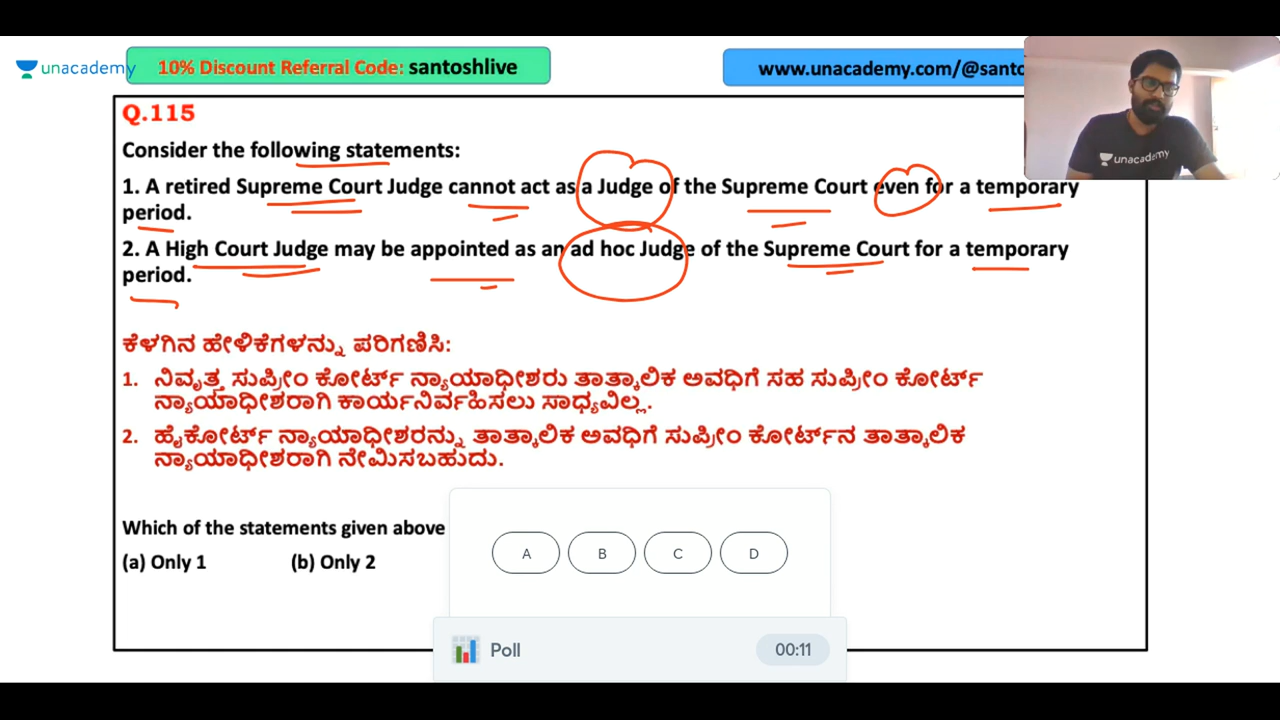 unacademy
10% Discount Referral Code: santoshlive
www.unacademy.com/@santo
unacademy
Q.115
Consider the following statements:
1. A retired Supreme Court Judge cannot act as a Judge of the Supreme Court even for a temporary
period.
2. A High Court Judge may be appointed as an ad hoc Judge of the Supreme Court for a temporary
period.
ಕೆಳಗಿನ ಹೇಳಿಕೆಗಳನ್ನು ಪರಿಗಣಿಸಿ:
1. ನಿವೃತ್ತ ಸುಪ್ರೀಂ ಕೋರ್ಟ್ ನ್ಯಾಯಾಧೀಶರು ತಾತ್ಕಾಲಿಕ ಅವಧಿಗೆ ಸಹ ಸುಪ್ರೀಂ ಕೋರ್ಟ್
ನ್ಯಾಯಾಧೀಶರಾಗಿ ಕಾರ್ಯನಿರ್ವಹಿಸಲು ಸಾಧ್ಯವಿಲ್ಲ.
2. ಹೈಕೋರ್ಟ್ ನ್ಯಾಯಾಧೀಶರನ್ನು ತಾತ್ಕಾಲಿಕ ಅವಧಿಗೆ ಸುಪ್ರೀಂ ಕೋರ್ಟ್‌ನ ತಾತ್ಕಾಲಿಕ
ನ್ಯಾಯಾಧೀಶರಾಗಿ ನೇಮಿಸಬಹುದು.
Which of the statements given above
(a) Only 1 (b) Only 2
A B C D
Poll 00:11